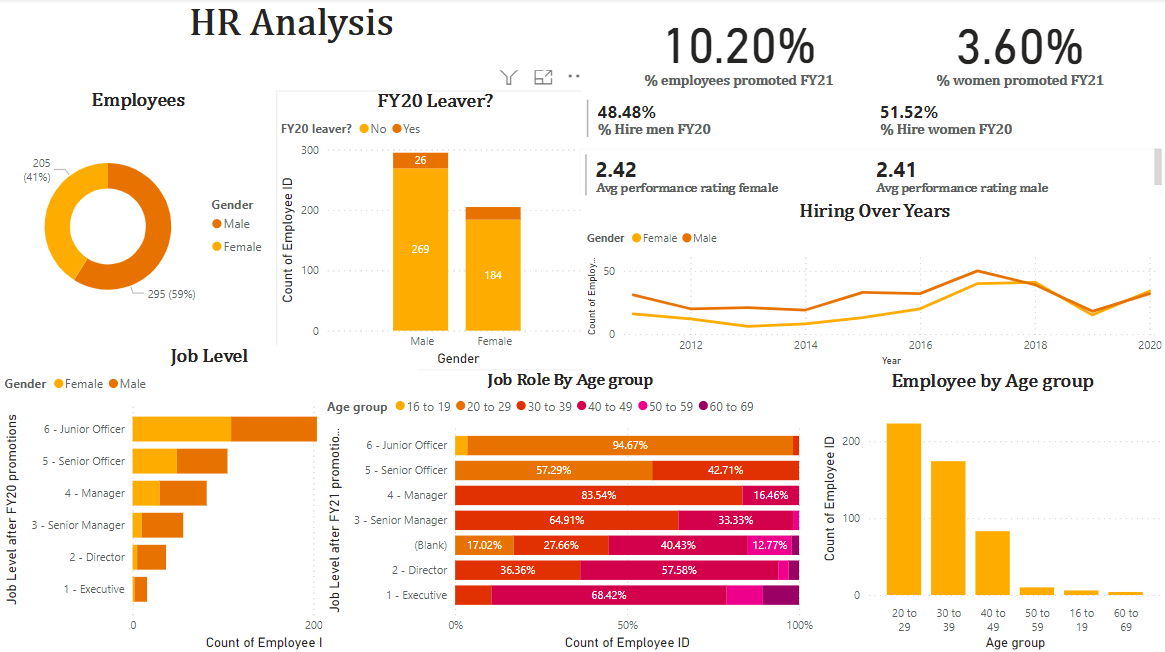 HR Analysis
10.20%
% employees promoted FY21
3.60%
% women promoted FY21
48.48%
% Hire men FY20
51.52%
% Hire women FY20
2.42
Avg performance rating female
2.41
Avg performance rating male
Employees
205
(41%)
295 (59%)
Gender
Male
Female
FY20 Leaver?
FY20 leaver? No Yes
Count of Employee ID
300
200
100
0
26
269
184
Male Female
Gender
Hiring Over Years
Gender Female Male
Count of Employ...
50
0
2012 2014 2016 2018 2020
Year
Job Level
Gender Female Male
Job Level after FY20 promotions
6 - Junior Officer
5 - Senior Officer
4 - Manager
3 - Senior Manager
2 - Director
1 - Executive
0 200
Count of Employee I
Job Role By Age group
Age group 16 to 19 20 to 29 30 to 39 40 to 49 50 to 59 60 to 69
Job Level after FY21 promotio...
6 - Junior Officer 94.67%
5 - Senior Officer 57.29% 42.71%
4 - Manager 83.54% 16.46%
3 - Senior Manager 64.91% 33.33%
(Blank) 17.02% 27.66% 40.43% 12.77%
2 - Director 36.36% 57.58%
1 - Executive 68.42%
0% 50% 100%
Count of Employee ID
Employee by Age group
Count of Employee ID
200
100
0
20 to 29
30 to 39
40 to 49
50 to 59
16 to 19
60 to 69
Age group